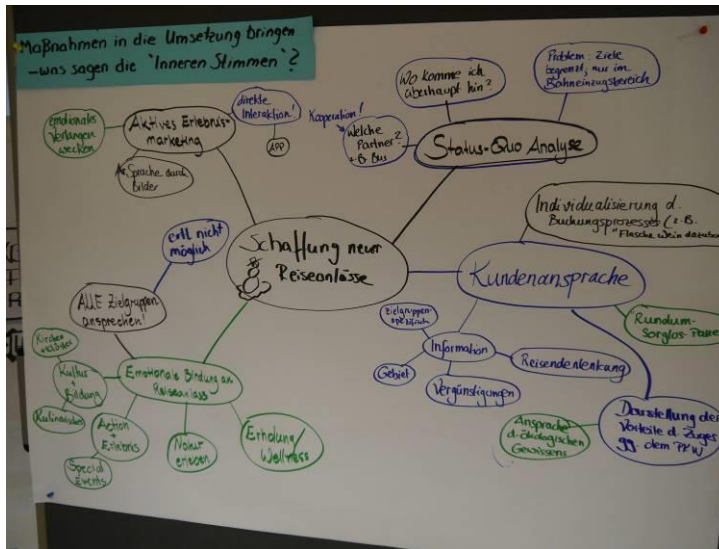 Maßnahmen in die Umsetzung bringen
-was sagen die "Inneren Stimmen"?
emotionales
Verlangen
wecken
Aktives Erlebnis-
marketing
direkte
Interaktion!
APP
Sprache durch
Bilder
Kooperation!
Welche
Partner?
z.B. Bus
Wo komme ich
überhaupt hin?
Problem: Ziele
begrenzt, nur im
Bahneinzugsbereich
Status-Quo Analyse
Schaffung neuer
Reiseanlässe
evtl. nicht
möglich
ALLE Zielgruppen
ansprechen!
Individualisierung d.
Buchungsprozesses (z.B.
"Flasche Wein dazubu
Kundenansprache
Rundum-
Sorglos-Pake
Zielgruppen-
spezifisch
Information
Gebiet
Vergünstigungen
Reisendenlenkung
Darstellung der
Vorteile d. Zuges
gg. dem PKW
Ansprache
d. ökologischen
Gewissens
Emotionale Bindung an
Reiseanlass
Kirchen
Kultur +
Bildung
Kulinarisches
Action
+ Erlebnis
Special
Events
Natur
erleben
Erholung/
Wellness